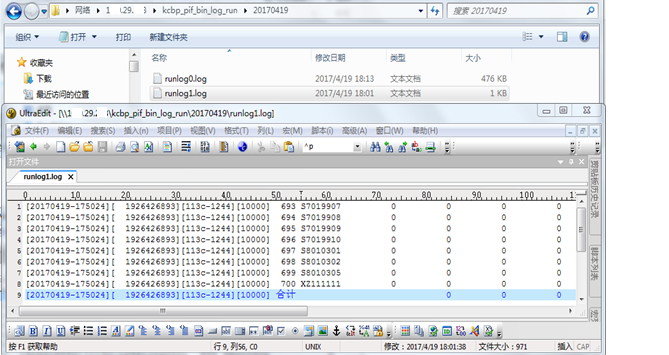 网络 ▸ 1 .29. 3 ▸ kcbp_pif_bin_log_run ▸ 20170419
搜索 20170419
组织 打开 打印 新建文件夹
收藏夹
下载
最近访问的位置
名称 修改日期 类型 大小
runlog0.log 2017/4/19 18:13 文本文档 476 KB
runlog1.log 2017/4/19 18:01 文本文档 1 KB
UltraEdit - [\\1 .29. \kcbp_pif_bin_log_run\20170419\runlog1.log]
文件(F) 编辑(E) 搜索(S) 插入(n) 项目(P) 视图(V) 格式(T) 列(L) 宏(M) 脚本(i) 高级(A) 窗口(W) 帮助(H)
^p
打开文件
runlog1.log
0 10 20 30 40 50 60 70 80 90 100
1 [20170419-175024][ 1926426893][113c-1244][10000] 693 S7019907 0 0 0 0
2 [20170419-175024][ 1926426893][113c-1244][10000] 694 S7019908 0 0 0 0
3 [20170419-175024][ 1926426893][113c-1244][10000] 695 S7019909 0 0 0 0
4 [20170419-175024][ 1926426893][113c-1244][10000] 696 S7019910 0 0 0 0
5 [20170419-175024][ 1926426893][113c-1244][10000] 697 S8010301 0 0 0 0
6 [20170419-175024][ 1926426893][113c-1244][10000] 698 S8010302 0 0 0 0
7 [20170419-175024][ 1926426893][113c-1244][10000] 699 S8010305 0 0 0 0
8 [20170419-175024][ 1926426893][113c-1244][10000] 700 XZ111111 0 0 0 0
9 [20170419-175024][ 1926426893][113c-1244][10000] 合计 0 0 0
剪贴板历史记录
脚本列表
按 F1 获取帮助 行 9, 列56, C0 UNIX 修改：2017/4/19 18:01:38 文件大小：971 插入 CAP